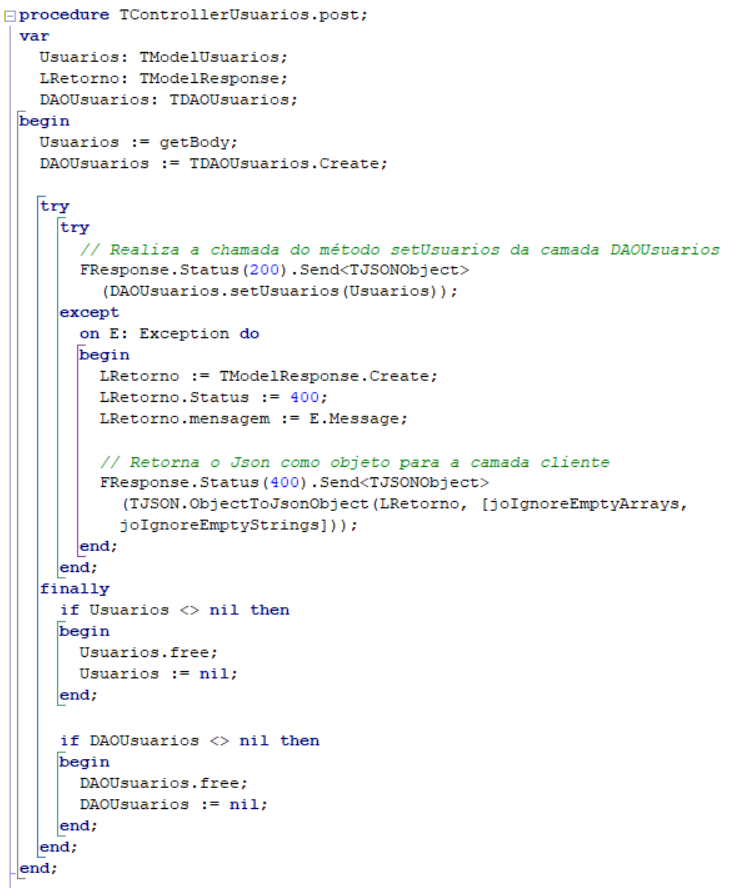 procedure TControllerUsuarios.post;
var
  Usuarios: TModelUsuarios;
  LRetorno: TModelResponse;
  DAOUsuarios: TDAOUsuarios;
begin
  Usuarios := getBody;
  DAOUsuarios := TDAOUsuarios.Create;

  try
    try
      // Realiza a chamada do método setUsuarios da camada DAOUsuarios
      FResponse.Status(200).Send<TJSONObject>
        (DAOUsuarios.setUsuarios(Usuarios));
    except
      on E: Exception do
      begin
        LRetorno := TModelResponse.Create;
        LRetorno.Status := 400;
        LRetorno.mensagem := E.Message;

        // Retorna o Json como objeto para a camada cliente
        FResponse.Status(400).Send<TJSONObject>
          (TJSON.ObjectToJsonObject(LRetorno, [joIgnoreEmptyArrays,
          joIgnoreEmptyStrings]));
      end;
    end;
  finally
    if Usuarios <> nil then
    begin
      Usuarios.free;
      Usuarios := nil;
    end;

    if DAOUsuarios <> nil then
    begin
      DAOUsuarios.free;
      DAOUsuarios := nil;
    end;
  end;
end;